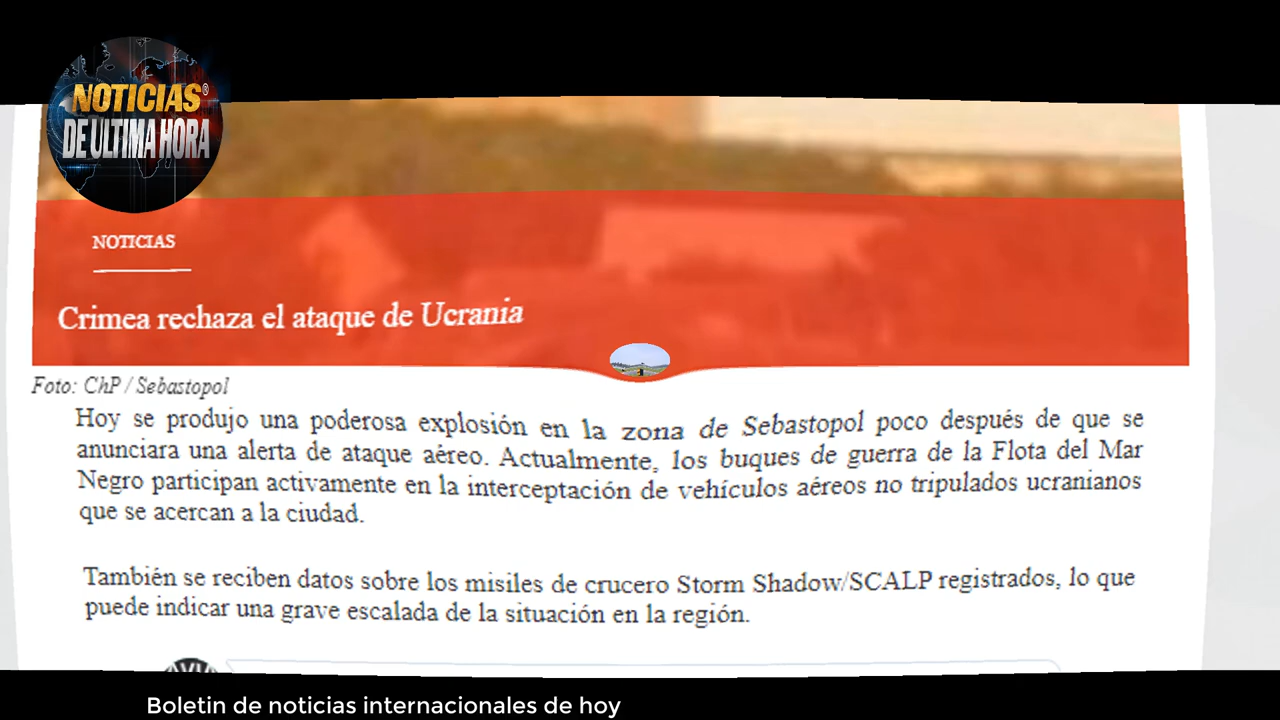 NOTICIAS®
DE ULTIMA HORA
NOTICIAS
Crimea rechaza el ataque de Ucrania
Foto: ChP / Sebastopol
Hoy se produjo una poderosa explosión en la zona de Sebastopol poco después de que se
anunciara una alerta de ataque aéreo. Actualmente, los buques de guerra de la Flota del Mar
Negro participan activamente en la interceptación de vehículos aéreos no tripulados ucranianos
que se acercan a la ciudad.
También se reciben datos sobre los misiles de crucero Storm Shadow/SCALP registrados, lo que
puede indicar una grave escalada de la situación en la región.
Boletin de noticias internacionales de hoy